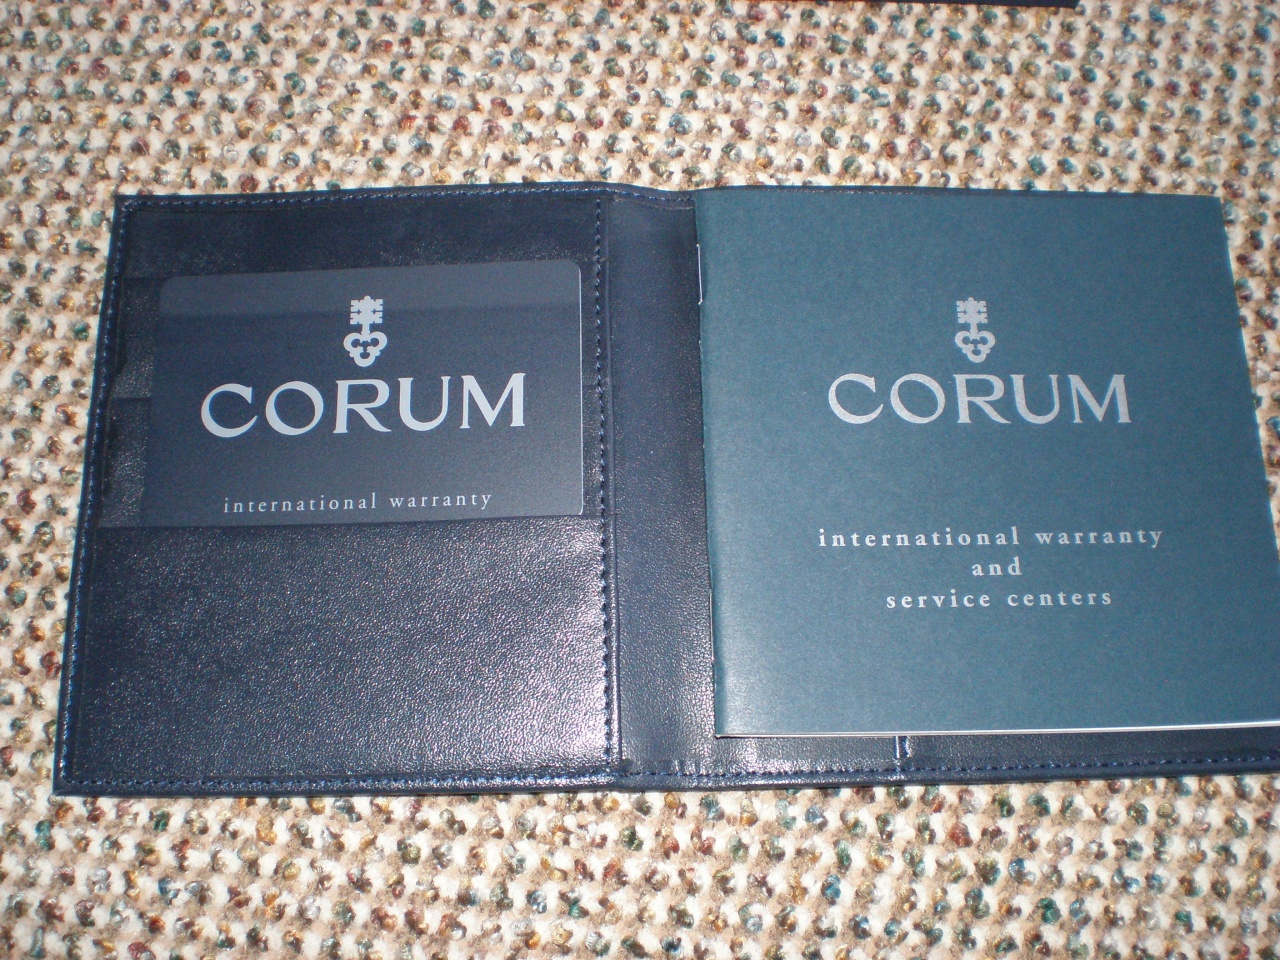 CORUM
international warranty
CORUM
international warranty
and
service centers